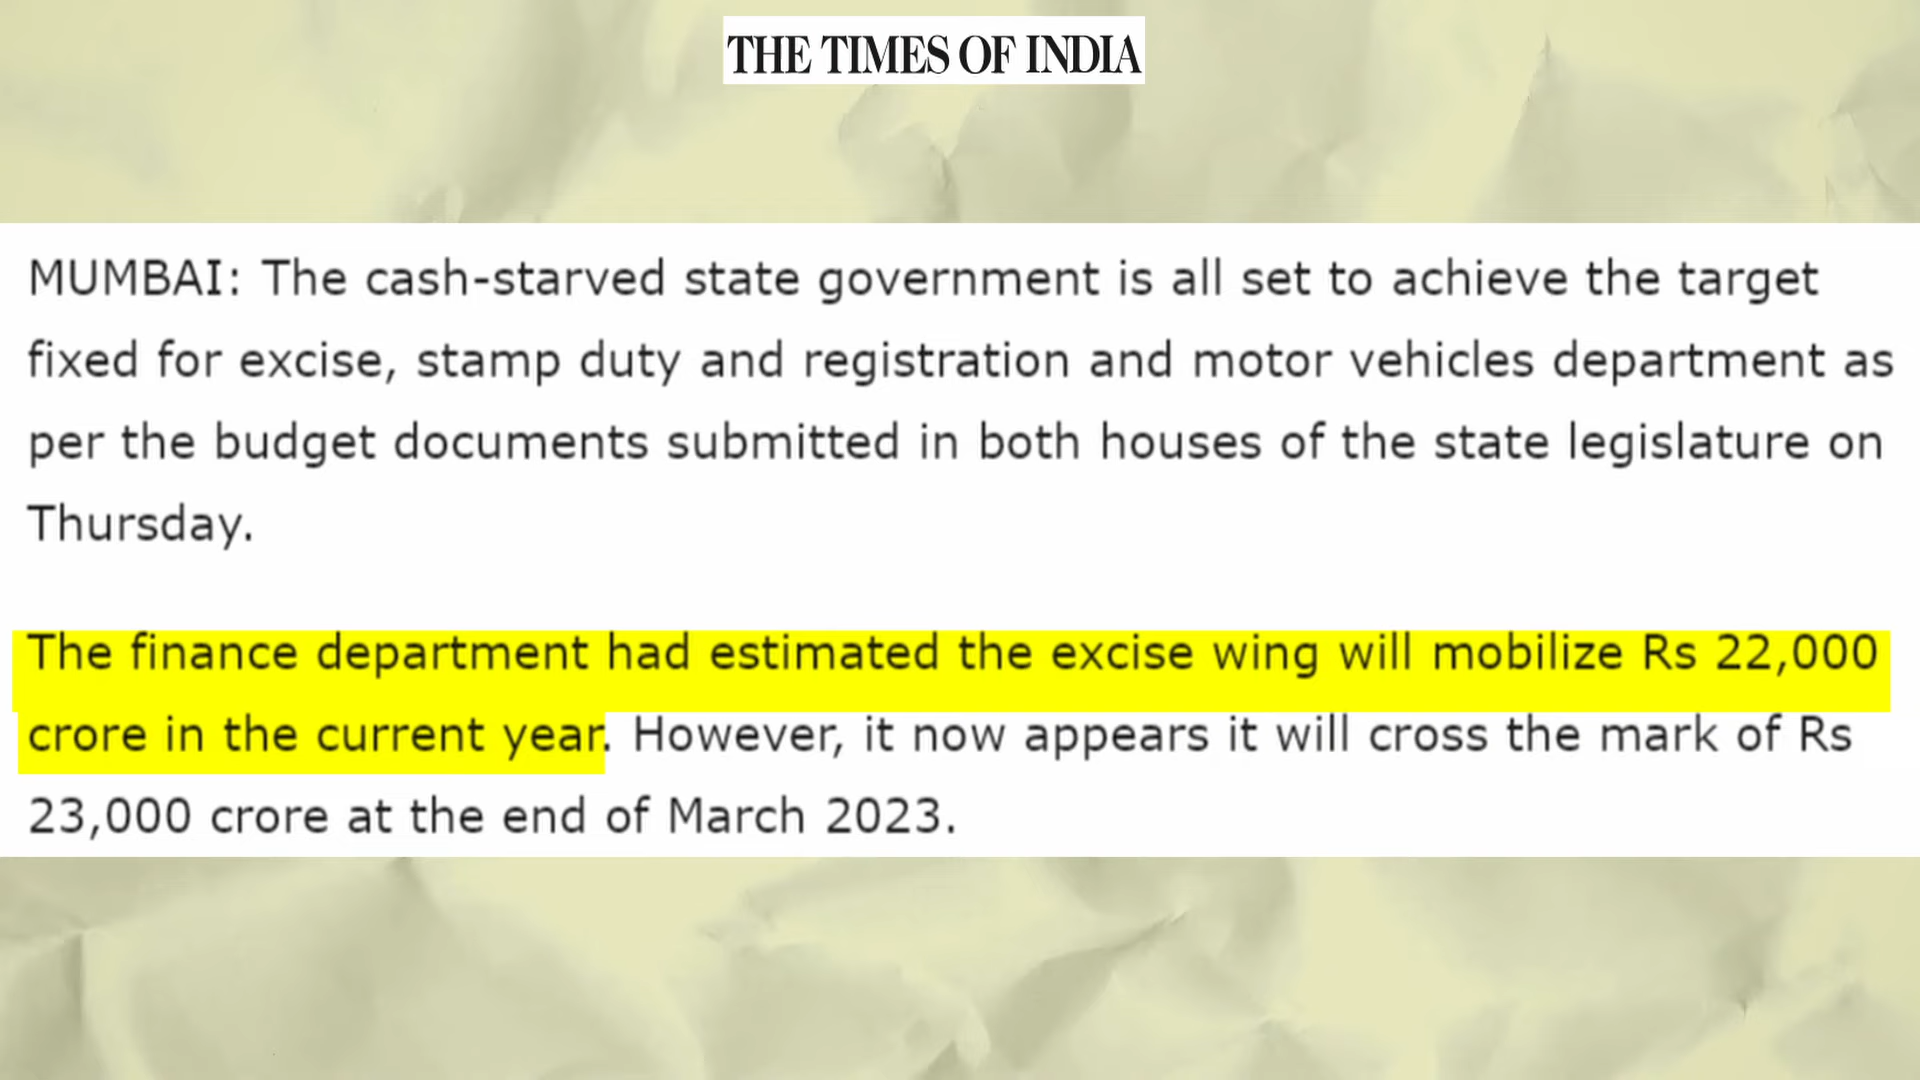 THE TIMES OF INDIA
MUMBAI: The cash-starved state government is all set to achieve the target
fixed for excise, stamp duty and registration and motor vehicles department as
per the budget documents submitted in both houses of the state legislature on
Thursday.
The finance department had estimated the excise wing will mobilize Rs 22,000
crore in the current year. However, it now appears it will cross the mark of Rs
23,000 crore at the end of March 2023.